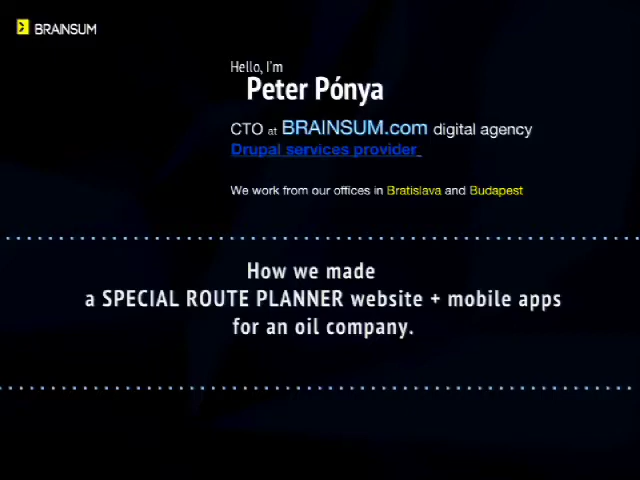 BRAINSUM
Hello, I'm
Peter Pónya
CTO at BRAINSUM.com digital agency
Drupal services provider
We work from our offices in Bratislava and Budapest
How we made
a SPECIAL ROUTE PLANNER website + mobile apps
for an oil company.